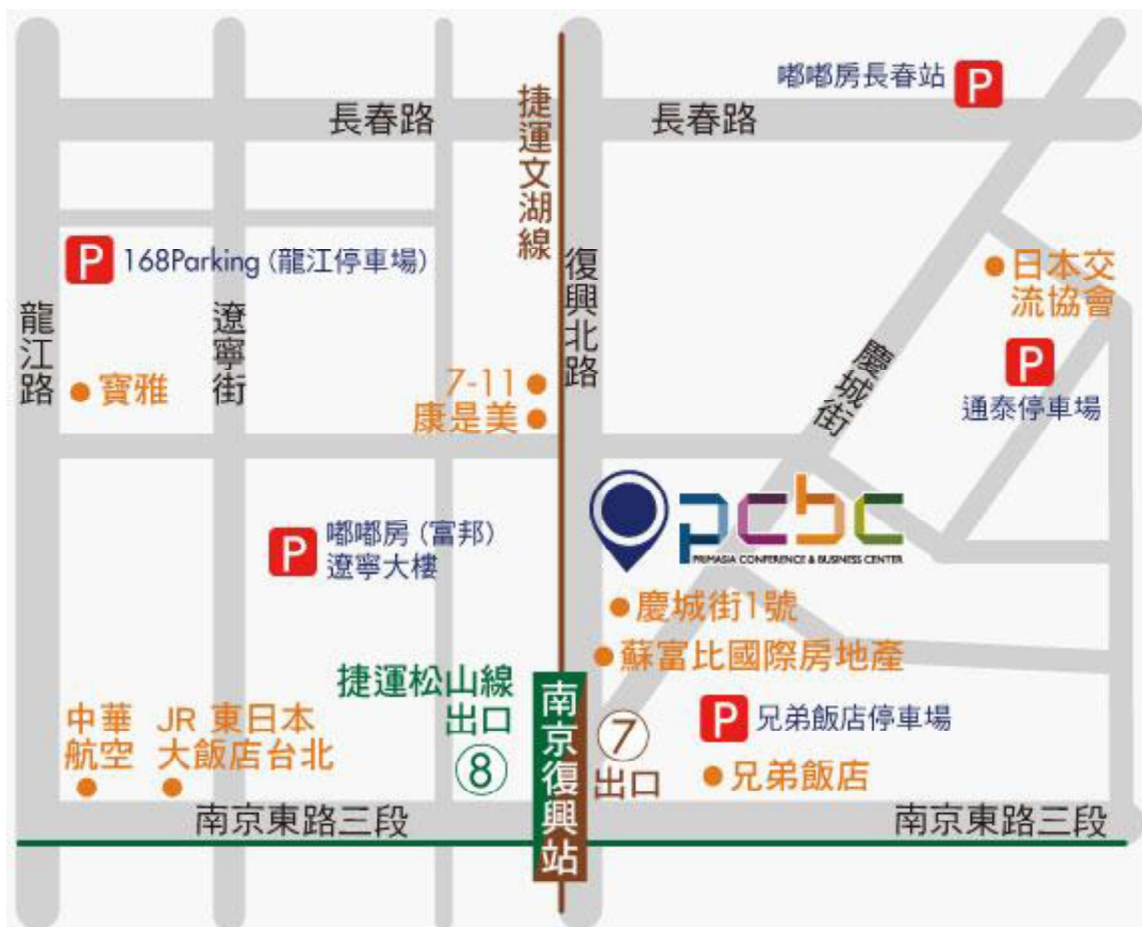 嘟嘟房長春站
P
長春路
長春路
捷運文湖線
P
168Parking (龍江停車場)
復興北路
日本交
流協會
龍江路
遼寧街
慶城街
P
通泰停車場
寶雅
7-11
康是美
pcbc
PRIMASIA CONFERENCE & BUSINESS CENTER
P
嘟嘟房 (富邦)
遼寧大樓
慶城街1號
蘇富比國際房地產
捷運松山線
出口
⑧
南京復興站
⑦
出口
P
兄弟飯店停車場
兄弟飯店
中華
航空
JR 東日本
大飯店台北
南京東路三段
南京東路三段